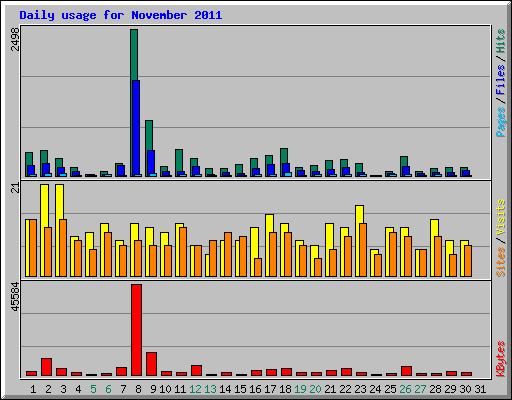 Daily usage for November 2011
2498
Pages / Files / Hits
21
Sites / Visits
45584
KBytes
1 2 3 4 5 6 7 8 9 10 11 12 13 14 15 16 17 18 19 20 21 22 23 24 25 26 27 28 29 30 31